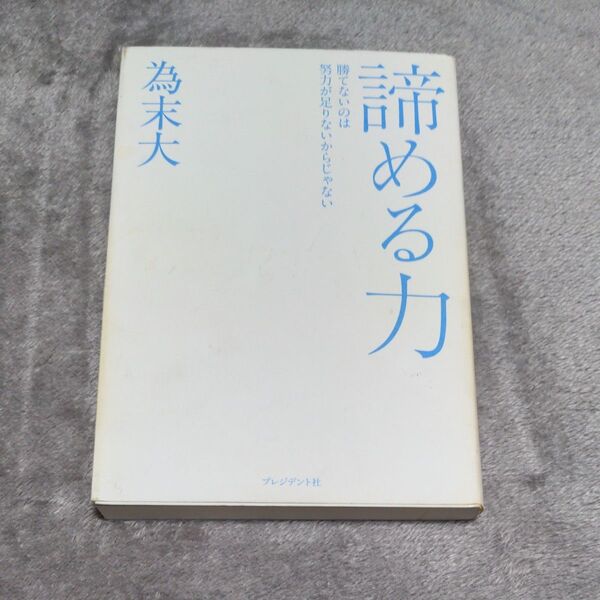 諦める力
勝てないのは
努力が足りないからじゃない
為末大
プレジデント社